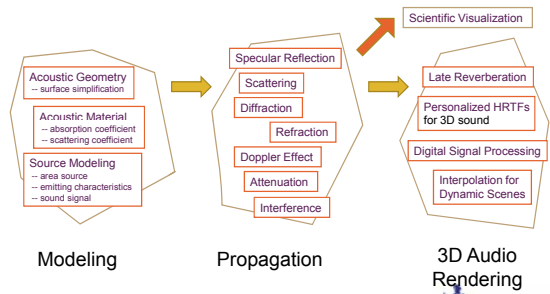 Scientific Visualization
Acoustic Geometry
-- surface simplification
Acoustic Material
-- absorption coefficient
-- scattering coefficient
Source Modeling
-- area source
-- emitting characteristics
-- sound signal
Modeling
Specular Reflection
Scattering
Diffraction
Refraction
Doppler Effect
Attenuation
Interference
Propagation
Late Reverberation
Personalized HRTFs
for 3D sound
Digital Signal Processing
Interpolation for
Dynamic Scenes
3D Audio
Rendering